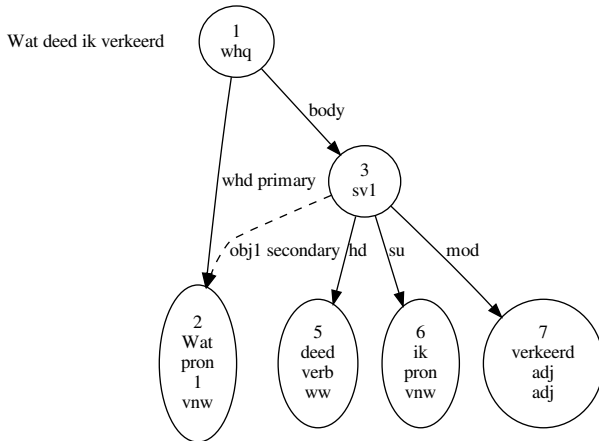 Wat deed ik verkeerd
1
whq
body
3
sv1
whd primary
obj1 secondary
hd
su
mod
2
Wat
pron
1
vnw
5
deed
verb
ww
6
ik
pron
vnw
7
verkeerd
adj
adj